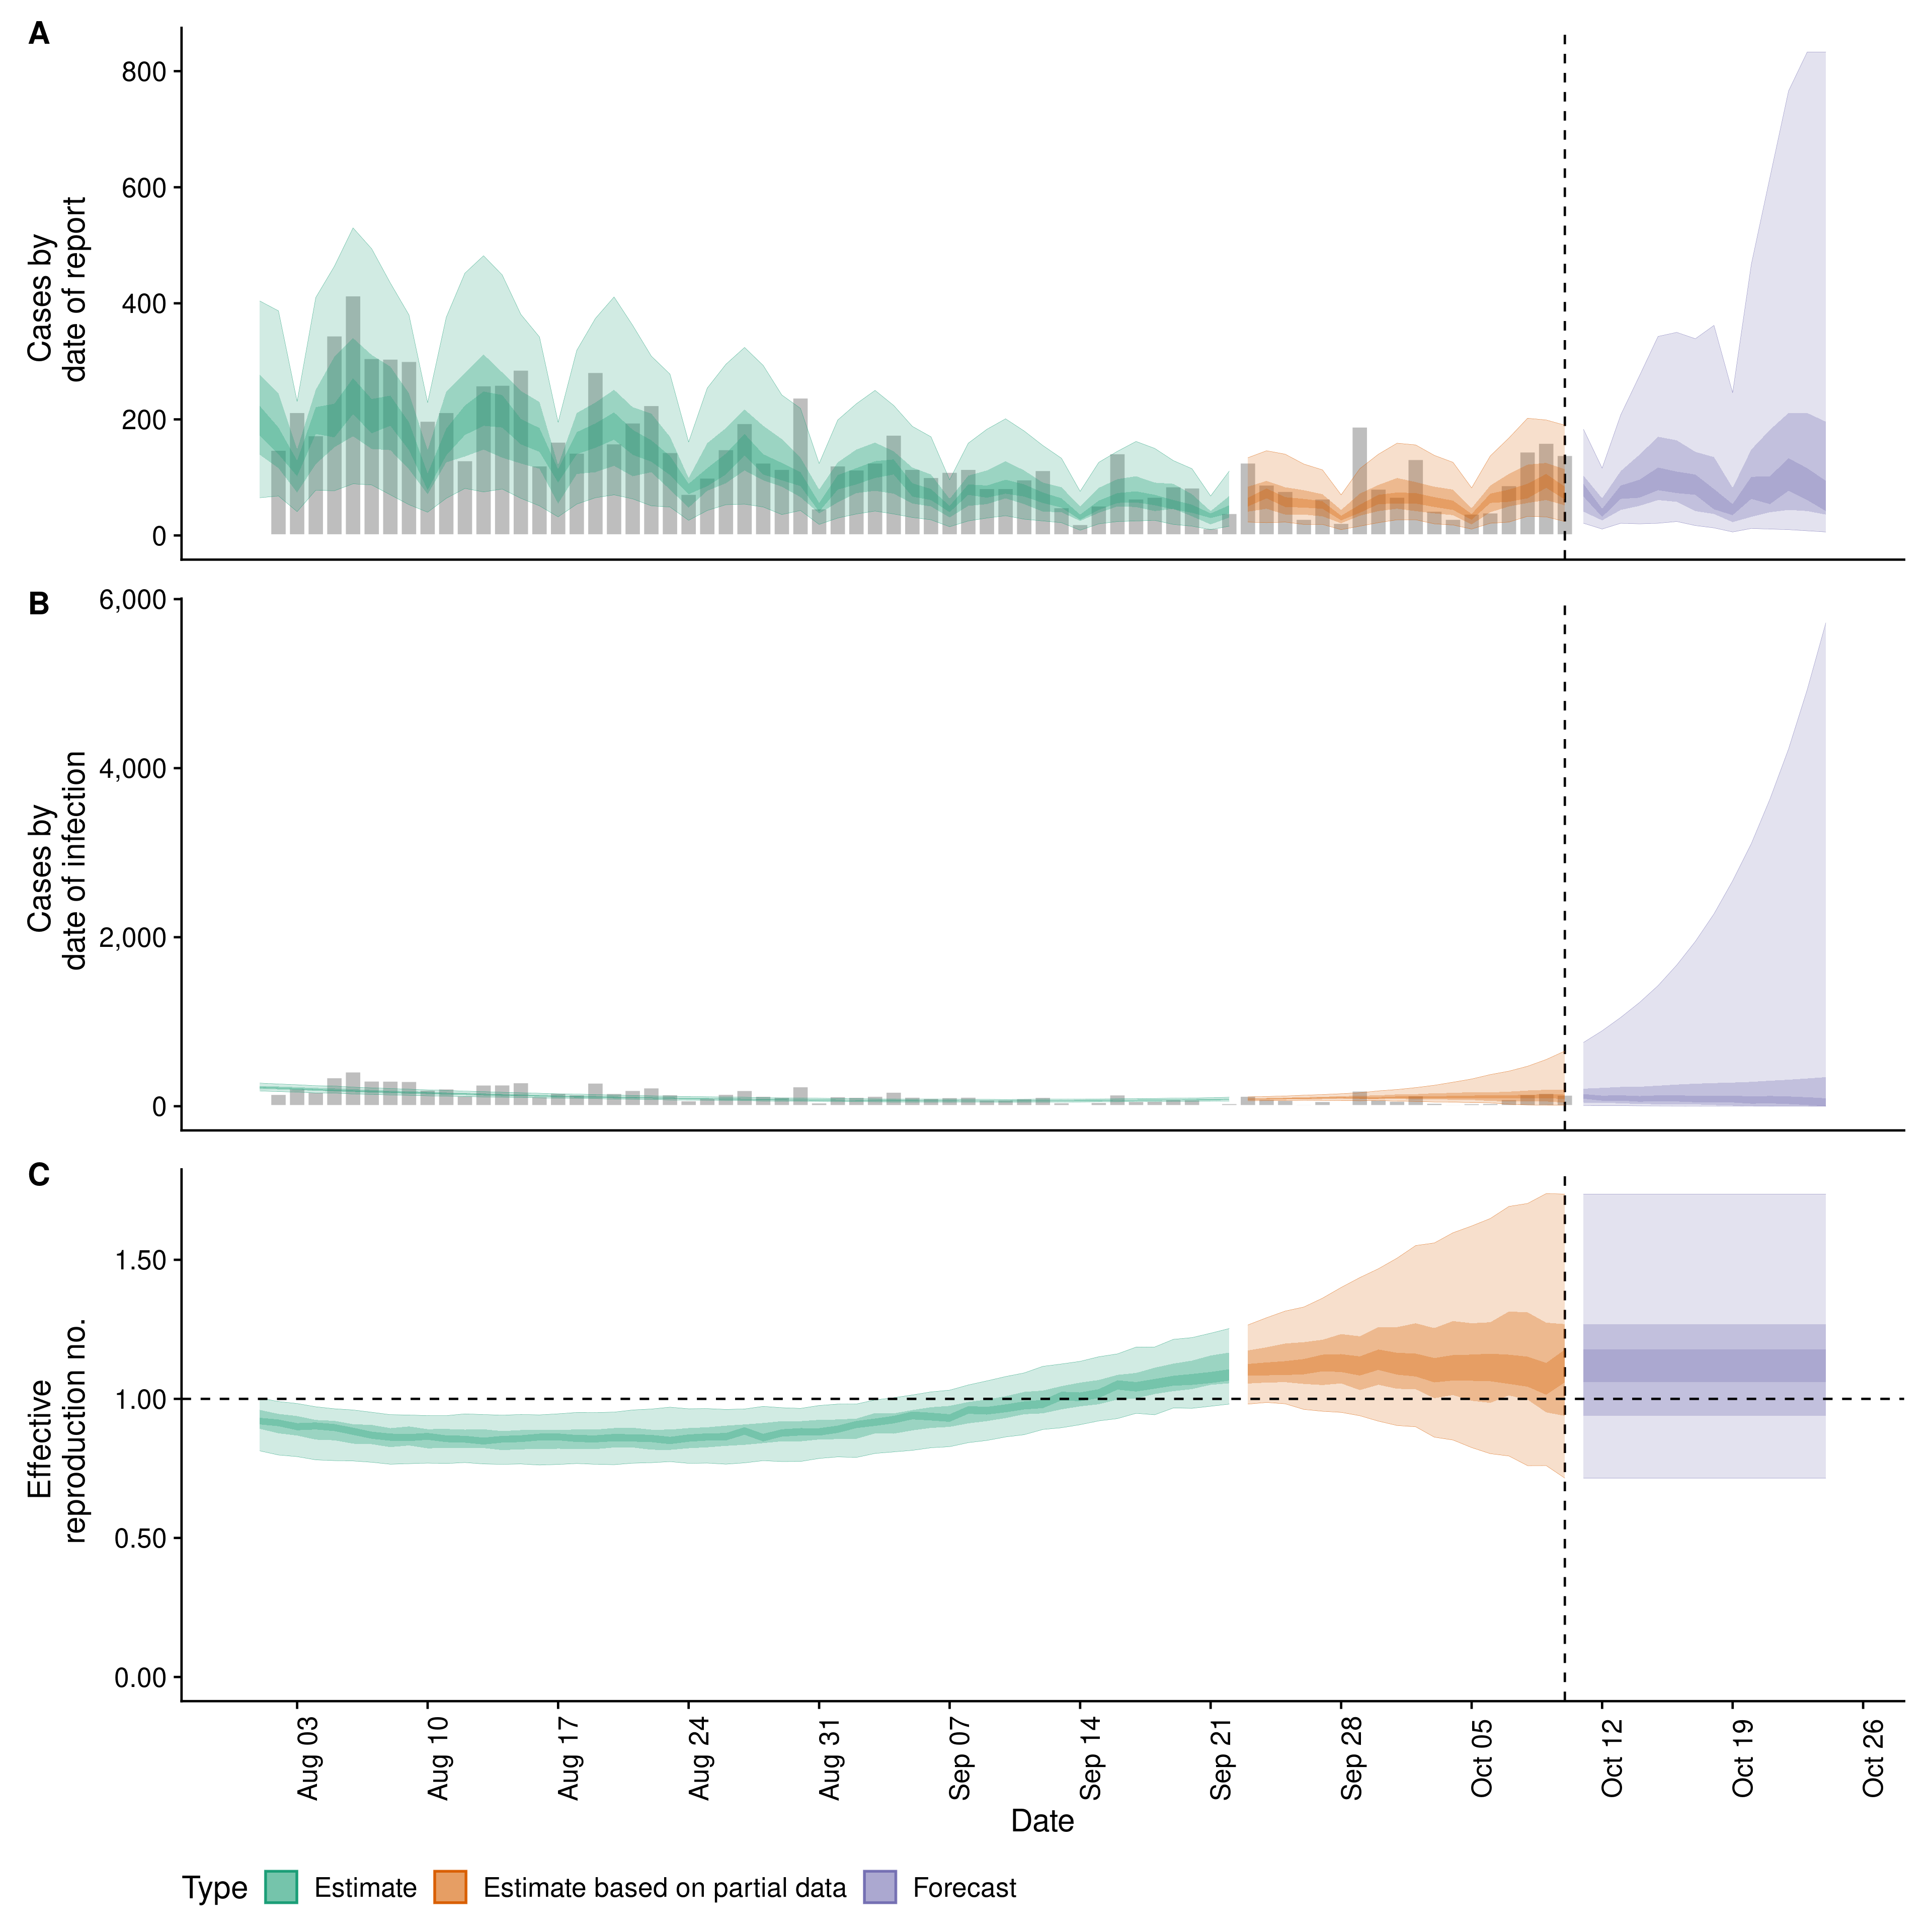 A
800
600
400
200
0
Cases by
date of report
B
6,000
4,000
2,000
0
Cases by
date of infection
C
1.50
1.00
0.50
0.00
Effective
reproduction no.
Aug 03
Aug 10
Aug 17
Aug 24
Aug 31
Sep 07
Sep 14
Sep 21
Sep 28
Oct 05
Oct 12
Oct 19
Oct 26
Date
Type Estimate Estimate based on partial data Forecast